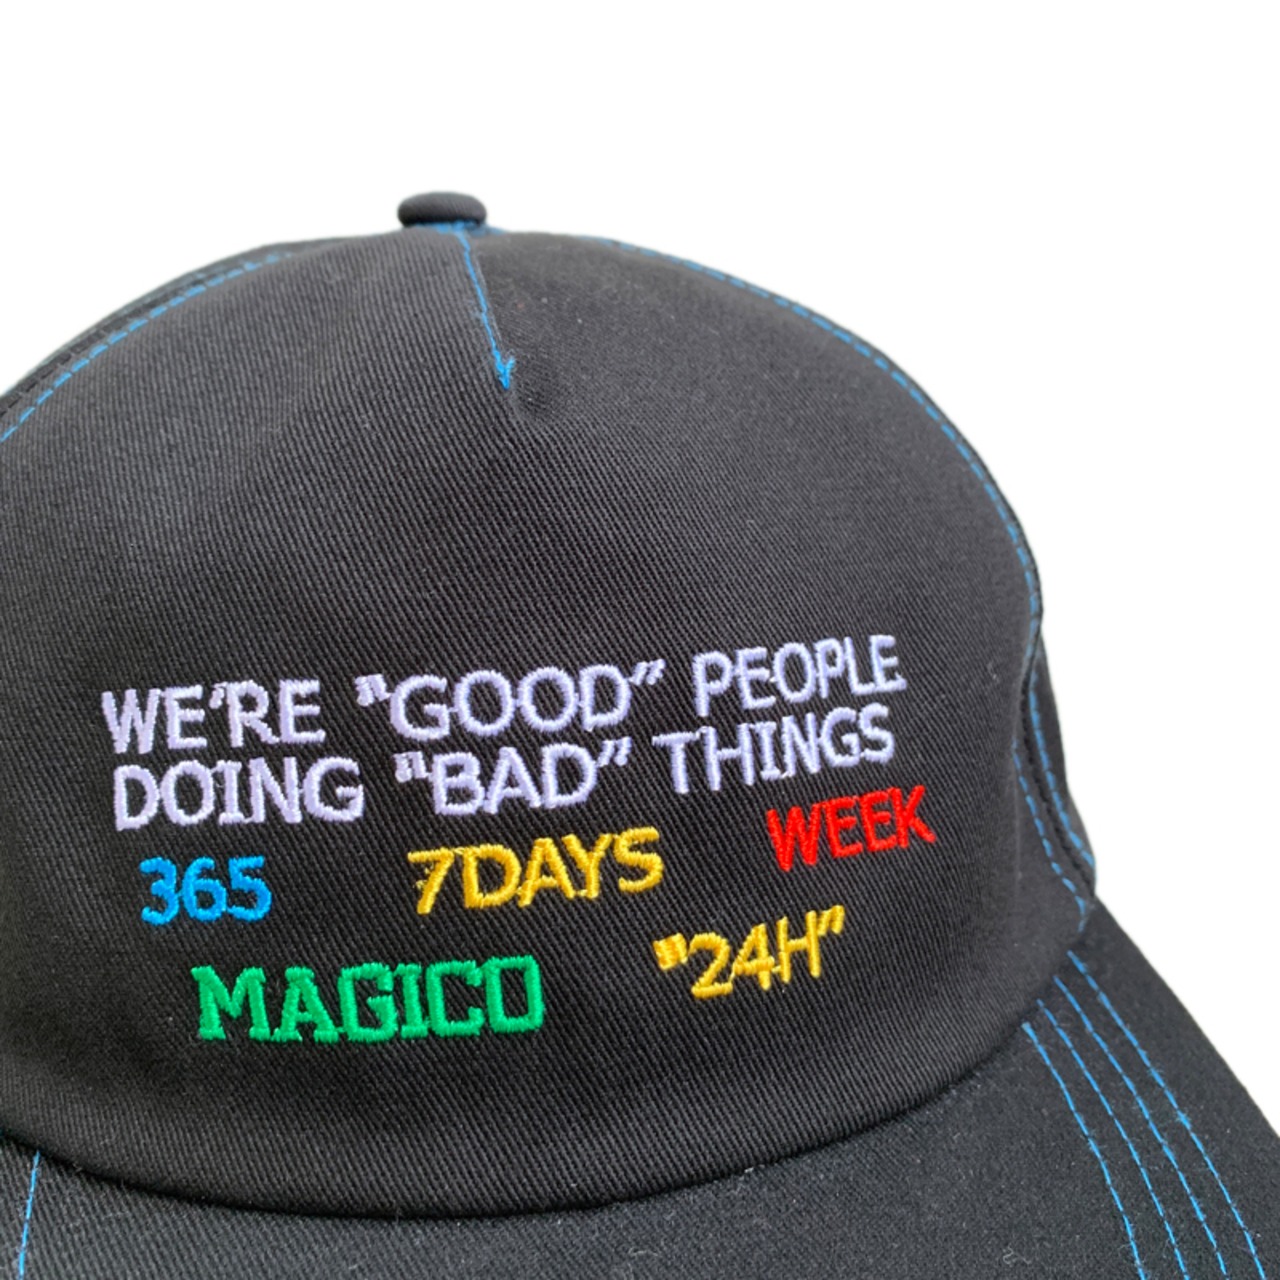 WE'RE "GOOD" PEOPLE
DOING "BAD" THINGS
365 7DAYS WEEK
MAGICO "24H"